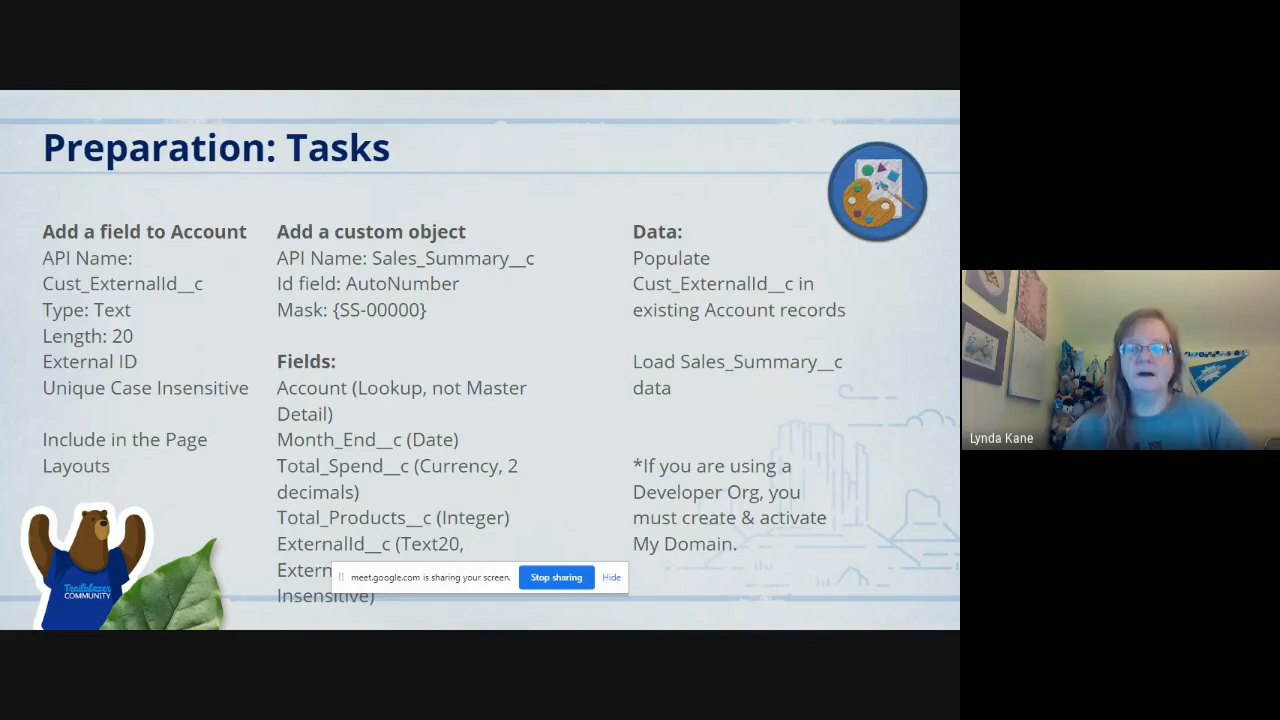 Preparation: Tasks
Add a field to Account
API Name:
Cust_ExternalId__c
Type: Text
Length: 20
External ID
Unique Case Insensitive
Include in the Page
Layouts
Add a custom object
API Name: Sales_Summary__c
Id field: AutoNumber
Mask: {SS-00000}
Fields:
Account (Lookup, not Master
Detail)
Month_End__c (Date)
Total_Spend__c (Currency, 2
decimals)
Total_Products__c (Integer)
ExternalId__c (Text20,
Extern
Insensitive)
Data:
Populate
Cust_ExternalId__c in
existing Account records
Load Sales_Summary__c
data
*If you are using a
Developer Org, you
must create & activate
My Domain.
Trailblazer
COMMUNITY
meet.google.com is sharing your screen.
Stop sharing
Hide
Lynda Kane